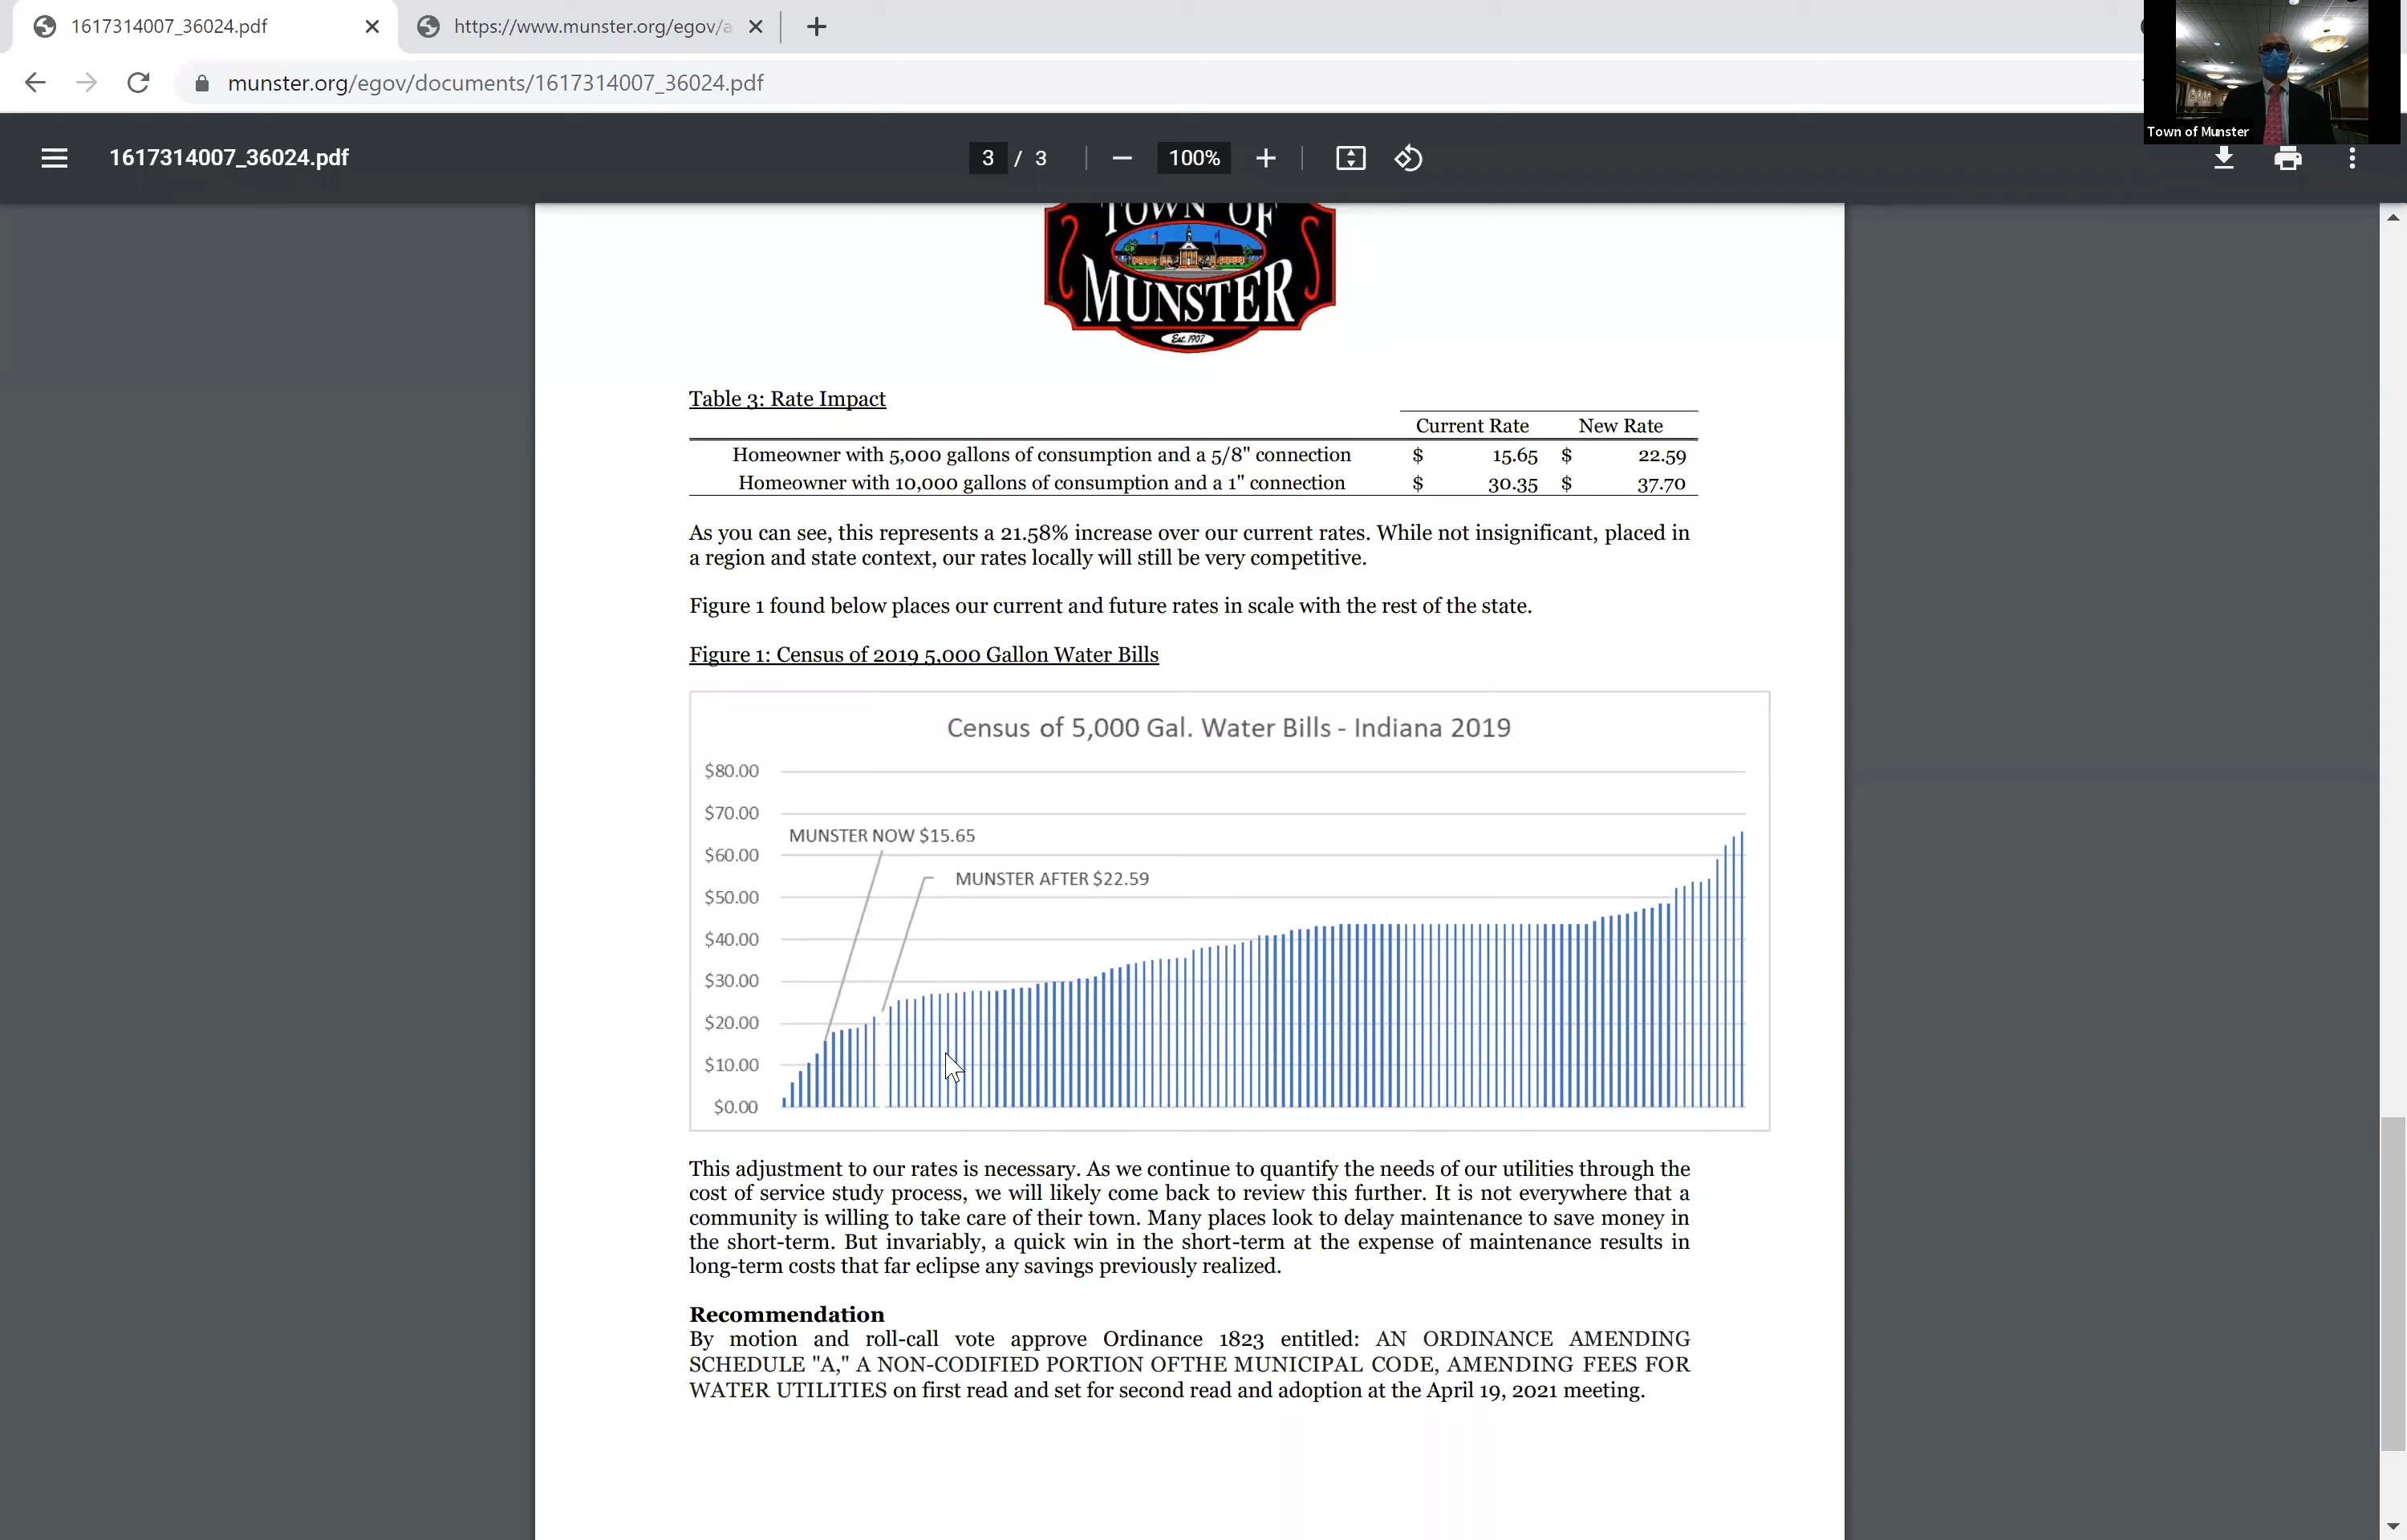 1617314007_36024.pdf
https://www.munster.org/egov/a
munster.org/egov/documents/1617314007_36024.pdf
Town of Munster
1617314007_36024.pdf
3 / 3
100%
TOWN OF
MUNSTER
Est. 1907
Table 3: Rate Impact
Current Rate New Rate
Homeowner with 5,000 gallons of consumption and a 5/8" connection $ 15.65 $ 22.59
Homeowner with 10,000 gallons of consumption and a 1" connection $ 30.35 $ 37.70
As you can see, this represents a 21.58% increase over our current rates. While not insignificant, placed in
a region and state context, our rates locally will still be very competitive.
Figure 1 found below places our current and future rates in scale with the rest of the state.
Figure 1: Census of 2019 5,000 Gallon Water Bills
Census of 5,000 Gal. Water Bills - Indiana 2019
$80.00
$70.00
MUNSTER NOW $15.65
$60.00
MUNSTER AFTER $22.59
$50.00
$40.00
$30.00
$20.00
$10.00
$0.00
This adjustment to our rates is necessary. As we continue to quantify the needs of our utilities through the
cost of service study process, we will likely come back to review this further. It is not everywhere that a
community is willing to take care of their town. Many places look to delay maintenance to save money in
the short-term. But invariably, a quick win in the short-term at the expense of maintenance results in
long-term costs that far eclipse any savings previously realized.
Recommendation
By motion and roll-call vote approve Ordinance 1823 entitled: AN ORDINANCE AMENDING
SCHEDULE "A," A NON-CODIFIED PORTION OFTHE MUNICIPAL CODE, AMENDING FEES FOR
WATER UTILITIES on first read and set for second read and adoption at the April 19, 2021 meeting.